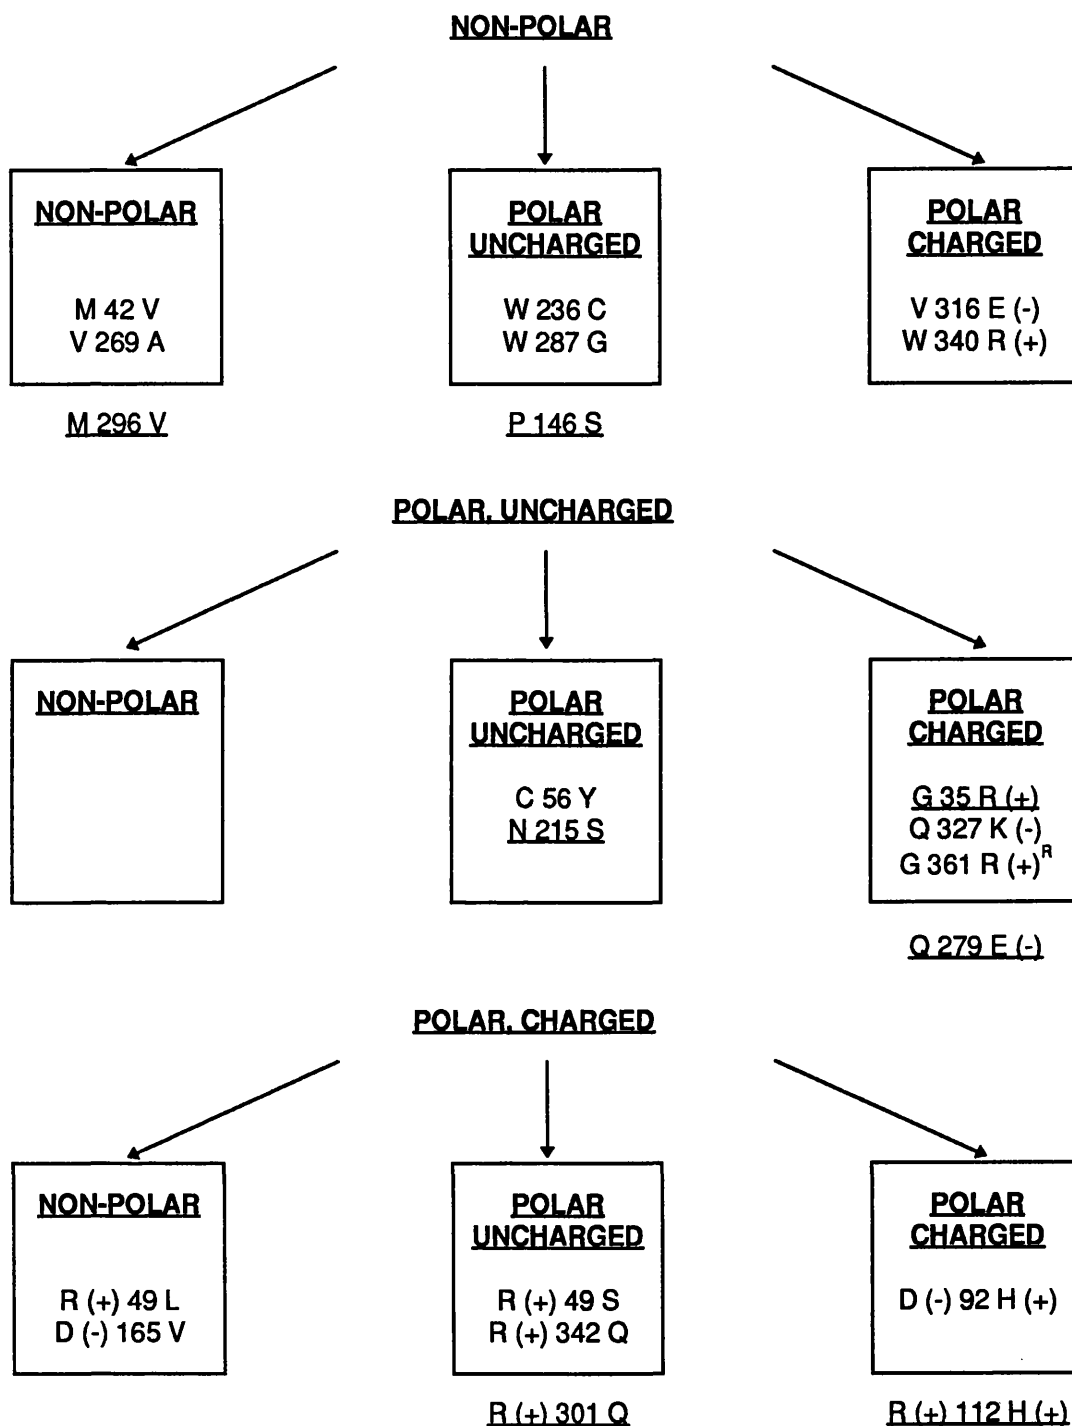 NON-POLAR
NON-POLAR
M 42 V
V 269 A
M 296 V
POLAR
UNCHARGED
W 236 C
W 287 G
P 146 S
POLAR
CHARGED
V 316 E (-)
W 340 R (+)
POLAR, UNCHARGED
NON-POLAR
POLAR
UNCHARGED
C 56 Y
N 215 S
POLAR
CHARGED
G 35 R (+)
Q 327 K (-)
G 361 R (+)R
Q 279 E (-)
POLAR, CHARGED
NON-POLAR
R (+) 49 L
D (-) 165 V
POLAR
UNCHARGED
R (+) 49 S
R (+) 342 Q
R (+) 301 Q
POLAR
CHARGED
D (-) 92 H (+)
R (+) 112 H (+)